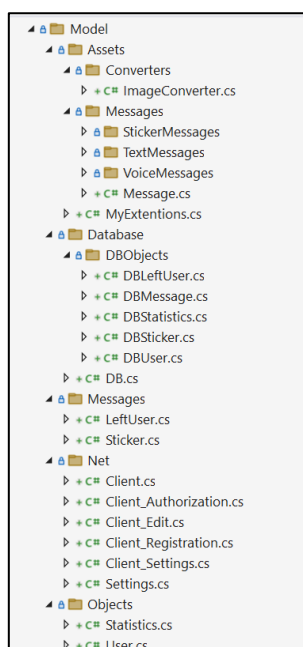 Model
Assets
Converters
C# ImageConverter.cs
Messages
StickerMessages
TextMessages
VoiceMessages
C# Message.cs
C# MyExtentions.cs
Database
DBObjects
C# DBLeftUser.cs
C# DBMessage.cs
C# DBStatistics.cs
C# DBSticker.cs
C# DBUser.cs
C# DB.cs
Messages
C# LeftUser.cs
C# Sticker.cs
Net
C# Client.cs
C# Client_Authorization.cs
C# Client_Edit.cs
C# Client_Registration.cs
C# Client_Settings.cs
C# Settings.cs
Objects
C# Statistics.cs
C# User.cs